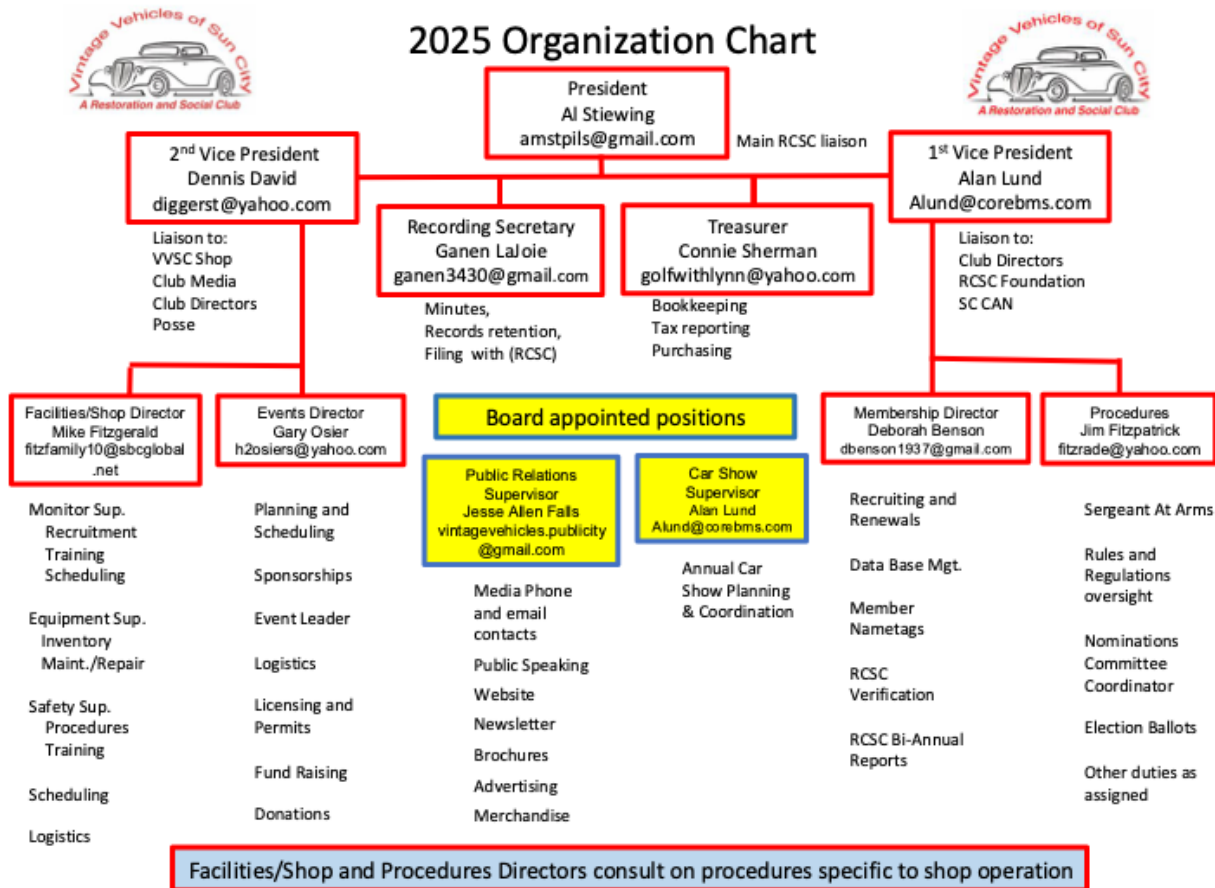 Vintage Vehicles of Sun City
A Restoration and Social Club
2025 Organization Chart
Vintage Vehicles of Sun City
A Restoration and Social Club
President
Al Stiewing
amstpils@gmail.com
Main RCSC liaison
2nd Vice President
Dennis David
diggerst@yahoo.com
1st Vice President
Alan Lund
Alund@corebms.com
Recording Secretary
Ganen LaJoie
ganen3430@gmail.com
Treasurer
Connie Sherman
golfwithlynn@yahoo.com
Liaison to:
VVSC Shop
Club Media
Club Directors
Posse
Minutes,
Records retention,
Filing with (RCSC)
Bookkeeping
Tax reporting
Purchasing
Liaison to:
Club Directors
RCSC Foundation
SC CAN
Facilities/Shop Director
Mike Fitzgerald
fitzfamily10@sbcglobal
.net
Events Director
Gary Osier
h2osiers@yahoo.com
Board appointed positions
Membership Director
Deborah Benson
dbenson1937@gmail.com
Procedures
Jim Fitzpatrick
fitzrade@yahoo.com
Public Relations
Supervisor
Jesse Allen Falls
vintagevehicles.publicity
@gmail.com
Car Show
Supervisor
Alan Lund
Alund@corebms.com
Monitor Sup.
Recruitment
Training
Scheduling
Equipment Sup.
Inventory
Maint./Repair
Safety Sup.
Procedures
Training
Scheduling
Logistics
Planning and
Scheduling
Sponsorships
Event Leader
Logistics
Licensing and
Permits
Fund Raising
Donations
Media Phone
and email
contacts
Public Speaking
Website
Newsletter
Brochures
Advertising
Merchandise
Annual Car
Show Planning
& Coordination
Recruiting and
Renewals
Data Base Mgt.
Member
Nametags
RCSC
Verification
RCSC Bi-Annual
Reports
Sergeant At Arms
Rules and
Regulations
oversight
Nominations
Committee
Coordinator
Election Ballots
Other duties as
assigned
Facilities/Shop and Procedures Directors consult on procedures specific to shop operation